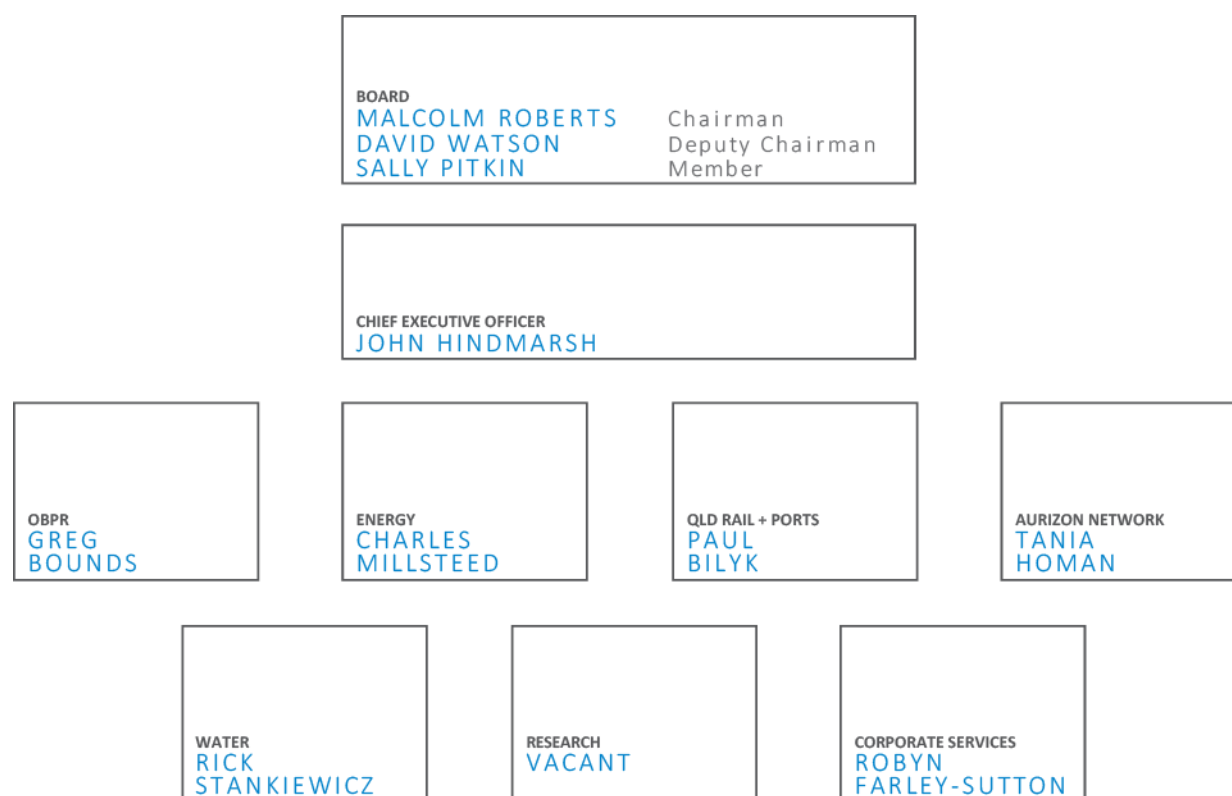 BOARD
MALCOLM ROBERTS Chairman
DAVID WATSON Deputy Chairman
SALLY PITKIN Member
CHIEF EXECUTIVE OFFICER
JOHN HINDMARSH
OBPR
GREG
BOUNDS
ENERGY
CHARLES
MILLSTEED
QLD RAIL + PORTS
PAUL
BILYK
AURIZON NETWORK
TANIA
HOMAN
WATER
RICK
STANKIEWICZ
RESEARCH
VACANT
CORPORATE SERVICES
ROBYN
FARLEY-SUTTON